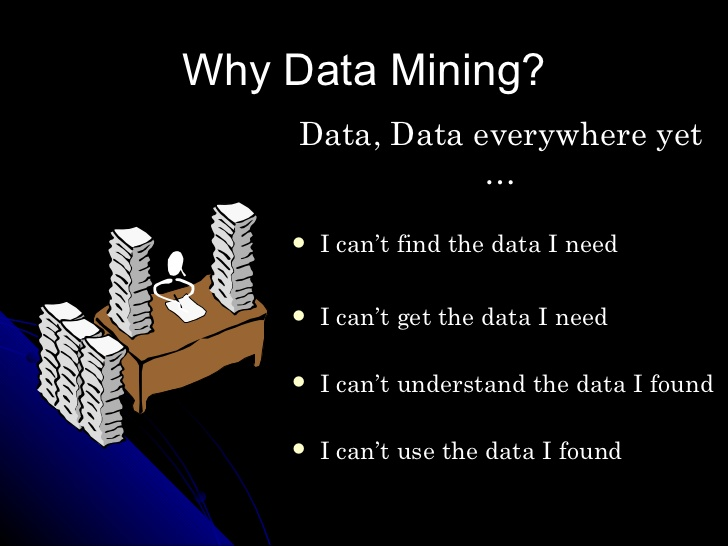 Why Data Mining?
Data, Data everywhere yet
...
I can’t find the data I need
I can’t get the data I need
I can’t understand the data I found
I can’t use the data I found